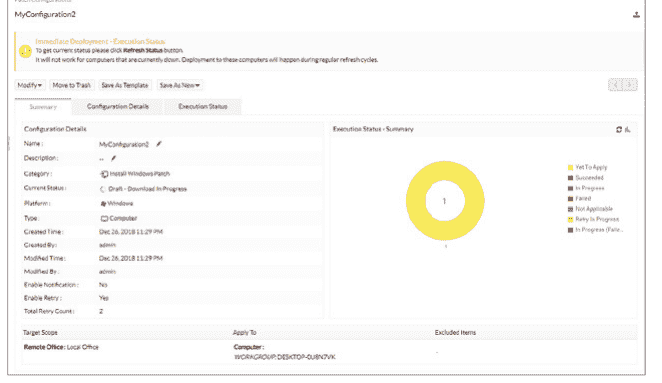 Patch Configurations
MyConfiguration2
Immediate Deployment - Execution Status
To get current status please click Refresh Status button.
It will not work for computers that are currently down. Deployment to these computers will happen during regular refresh cycles.
Modify Move to Trash Save As Template Save As New
Summary Configuration Details Execution Status
Configuration Details
Name : MyConfiguration2
Description : --
Category : Install Windows Patch
Current Status : Draft - Download In Progress
Platform : Windows
Type : Computer
Created Time : Dec 26, 2018 11:29 PM
Created By : admin
Modified Time : Dec 26, 2018 11:29 PM
Modified By : admin
Enable Notification : No
Enable Retry : Yes
Total Retry Count : 2
Execution Status - Summary
1
1
Yet To Apply
Succeeded
In Progress
Failed
Not Applicable
Retry In Progress
In Progress (Faile...
Target Scope Apply To Excluded Items
Remote Office : Local Office Computer : -
WORKGROUP: DESKTOP-0U8N7VK